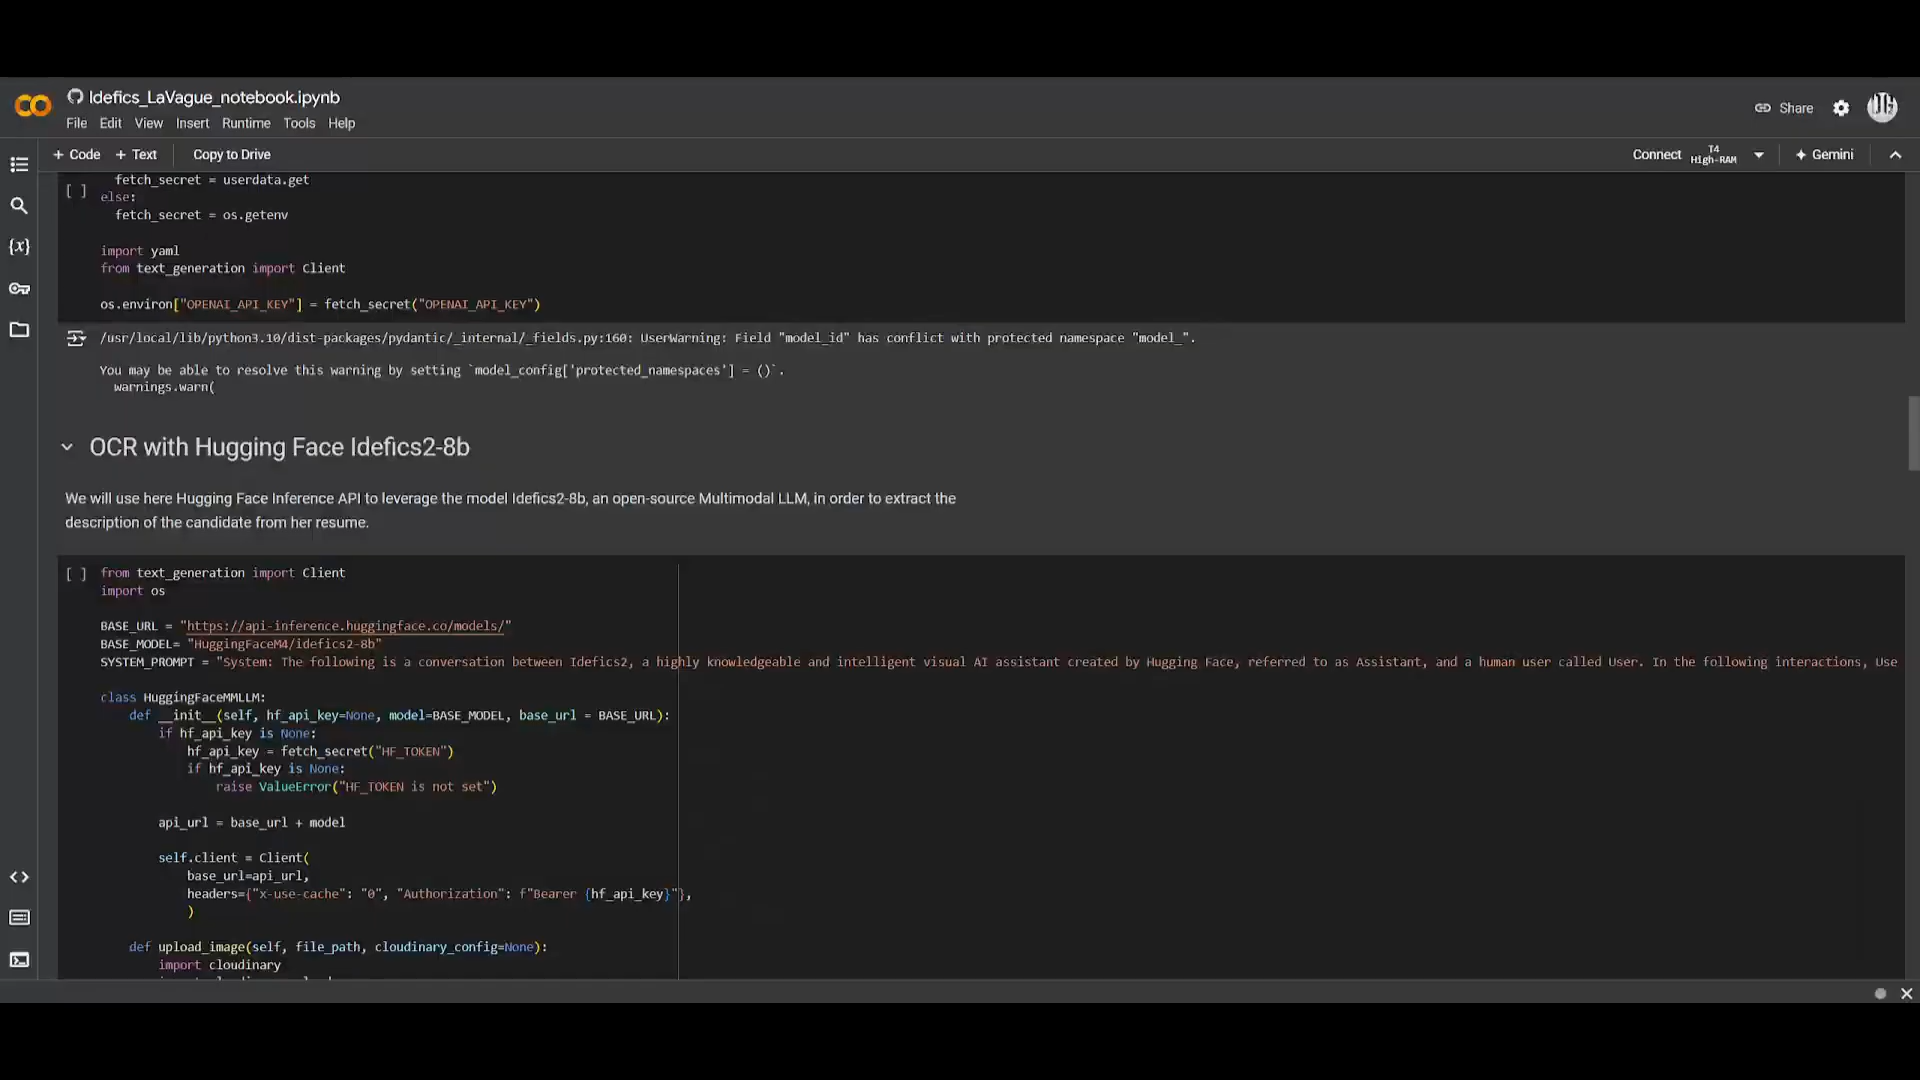 Idefics_LaVague_notebook.ipynb
File Edit View Insert Runtime Tools Help
Share
+ Code + Text Copy to Drive
Connect T4 High-RAM
Gemini
fetch_secret = userdata.get
[ ] else:
fetch_secret = os.getenv
import yaml
from text_generation import Client
os.environ["OPENAI_API_KEY"] = fetch_secret("OPENAI_API_KEY")
/usr/local/lib/python3.10/dist-packages/pydantic/_internal/_fields.py:160: UserWarning: Field "model_id" has conflict with protected namespace "model_".
You may be able to resolve this warning by setting `model_config['protected_namespaces'] = ()`.
warnings.warn(
OCR with Hugging Face Idefics2-8b
We will use here Hugging Face Inference API to leverage the model Idefics2-8b, an open-source Multimodal LLM, in order to extract the
description of the candidate from her resume.
[ ] from text_generation import Client
import os
BASE_URL = "https://api-inference.huggingface.co/models/"
BASE_MODEL= "HuggingFaceM4/idefics2-8b"
SYSTEM_PROMPT = "System: The following is a conversation between Idefics2, a highly knowledgeable and intelligent visual AI assistant created by Hugging Face, referred to as Assistant, and a human user called User. In the following interactions, Use
class HuggingFaceMMLLM:
def __init__(self, hf_api_key=None, model=BASE_MODEL, base_url = BASE_URL):
if hf_api_key is None:
hf_api_key = fetch_secret("HF_TOKEN")
if hf_api_key is None:
raise ValueError("HF_TOKEN is not set")
api_url = base_url + model
self.client = Client(
base_url=api_url,
headers={"x-use-cache": "0", "Authorization": f"Bearer {hf_api_key}"},
)
def upload_image(self, file_path, cloudinary_config=None):
import cloudinary